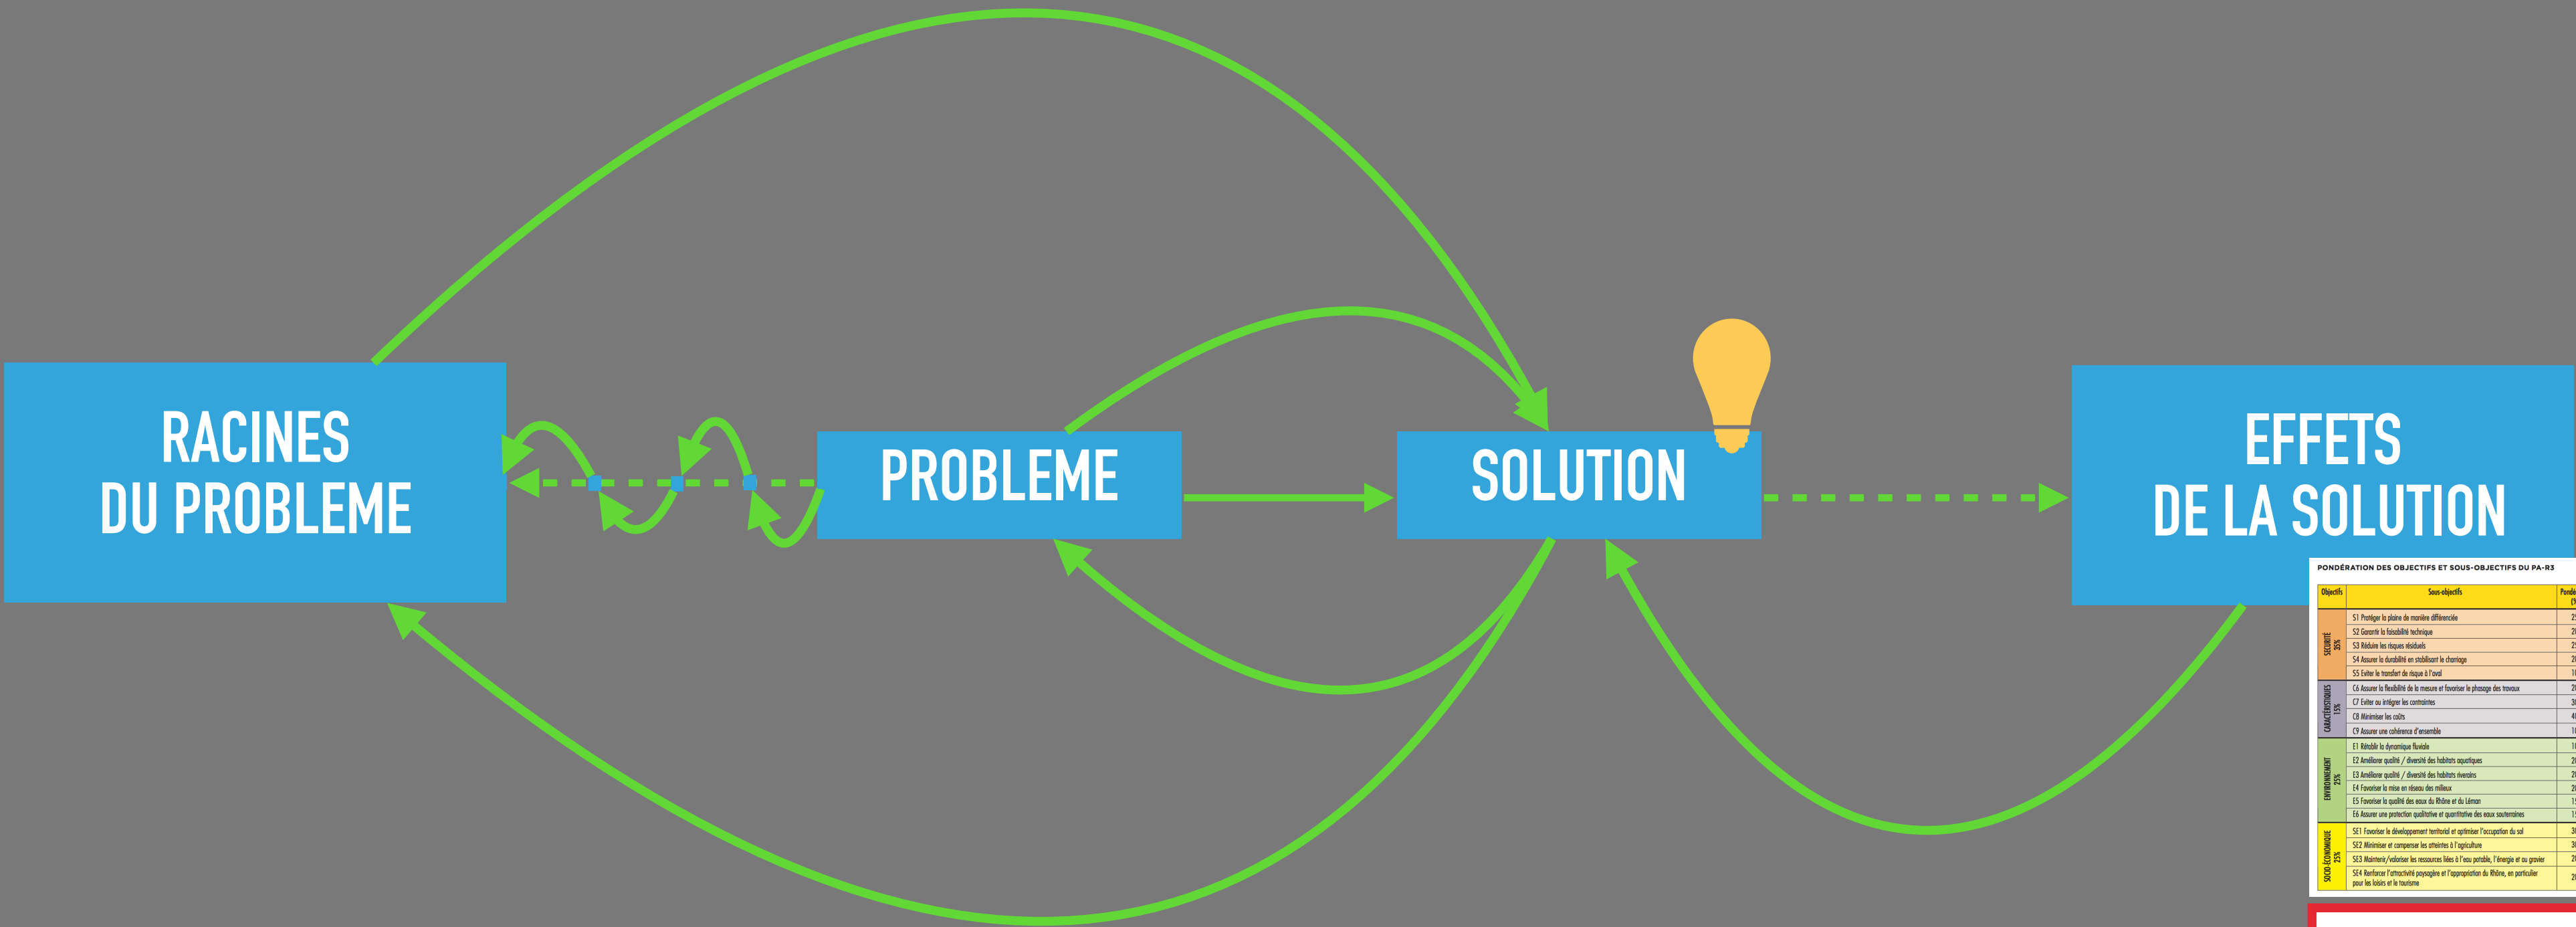 RACINES
DU PROBLEME
PROBLEME
SOLUTION
EFFETS
DE LA SOLUTION
PONDÉRATION DES OBJECTIFS ET SOUS-OBJECTIFS DU PA-R3
Objectifs Sous-objectifs
SECURITÉ
35%
S1 Protéger la plaine de manière différenciée
S2 Garantir la faisabilité technique
S3 Réduire les risques résiduels
S4 Assurer la durabilité en stabilisant le charriage
S5 Eviter le transfert de risque à l'aval
CARACTÉRISTIQUES
15%
C6 Assurer la flexibilité de la mesure et favoriser le phasage des travaux
C7 Eviter ou intégrer les contraintes
C8 Minimiser les coûts
C9 Assurer une cohérence d'ensemble
ENVIRONNEMENT
25%
E1 Rétablir la dynamique fluviale
E2 Améliorer qualité / diversité des habitats aquatiques
E3 Améliorer qualité / diversité des habitats riverains
E4 Favoriser la mise en réseau des milieux
E5 Favoriser la qualité des eaux du Rhône et du Léman
E6 Assurer une protection qualitative et quantitative des eaux souterraines
SOCIO-ÉCONOMIQUE
25%
SE1 Favoriser le développement territorial et optimiser l'occupation du sol
SE2 Minimiser et compenser les atteintes à l'agriculture
SE3 Maintenir/valoriser les ressources liées à l'eau potable, l'énergie et au gravier
SE4 Renforcer l'attractivité paysagère et l'appropriation du Rhône, en particulier
pour les loisirs et le tourisme